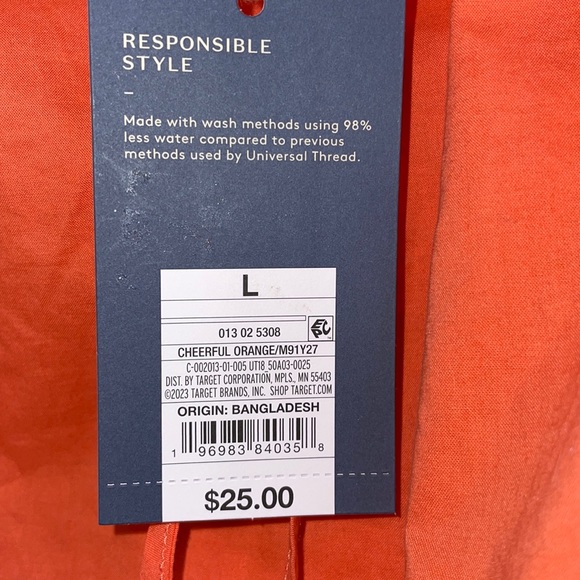 RESPONSIBLE
STYLE
–
Made with wash methods using 98%
less water compared to previous
methods used by Universal Thread.
L
013 02 5308
EPC
CHEERFUL ORANGE/M91Y27
C-002013-01-005 UT18_50A03-0025
DIST. BY TARGET CORPORATION, MPLS., MN 55403
©2023 TARGET BRANDS, INC. SHOP TARGET.COM
ORIGIN: BANGLADESH
1 96983 84035 8
$25.00